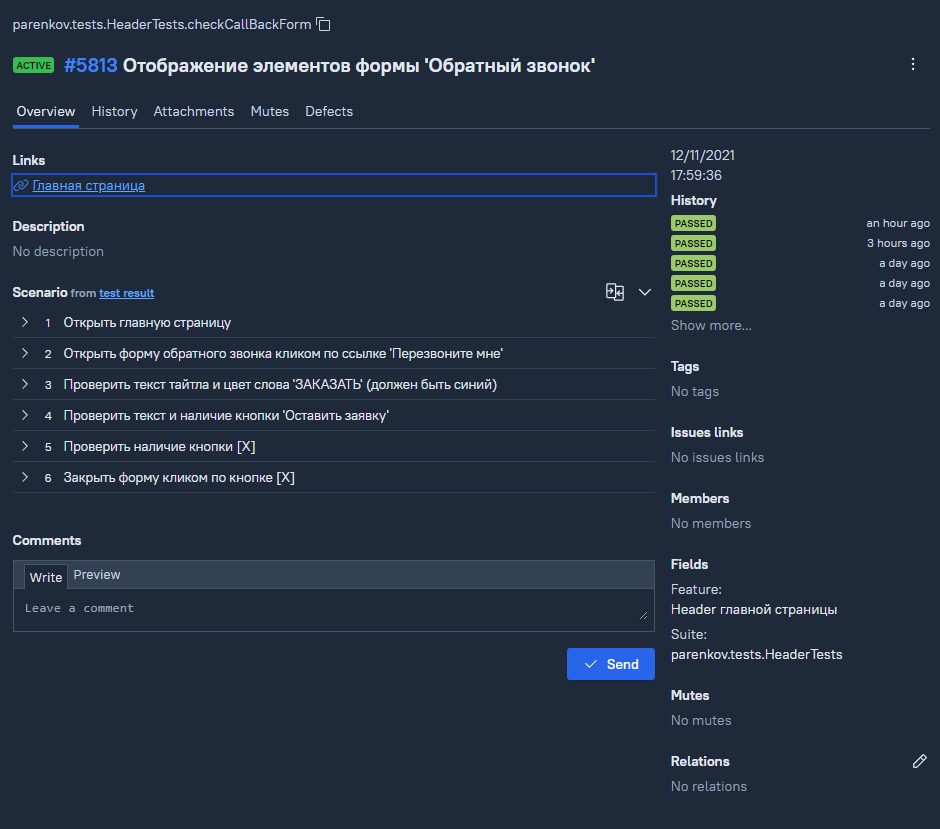 parenkov.tests.HeaderTests.checkCallBackForm
ACTIVE #5813 Отображение элементов формы 'Обратный звонок'
Overview History Attachments Mutes Defects
Links
Главная страница
Description
No description
Scenario from test result
1 Открыть главную страницу
2 Открыть форму обратного звонка кликом по ссылке 'Перезвоните мне'
3 Проверить текст тайтла и цвет слова 'ЗАКАЗАТЬ' (должен быть синий)
4 Проверить текст и наличие кнопки 'Оставить заявку'
5 Проверить наличие кнопки [X]
6 Закрыть форму кликом по кнопке [X]
Comments
Write Preview
Leave a comment
Send
12/11/2021
17:59:36
History
PASSED an hour ago
PASSED 3 hours ago
PASSED a day ago
PASSED a day ago
PASSED a day ago
Show more...
Tags
No tags
Issues links
No issues links
Members
No members
Fields
Feature:
Header главной страницы
Suite:
parenkov.tests.HeaderTests
Mutes
No mutes
Relations
No relations